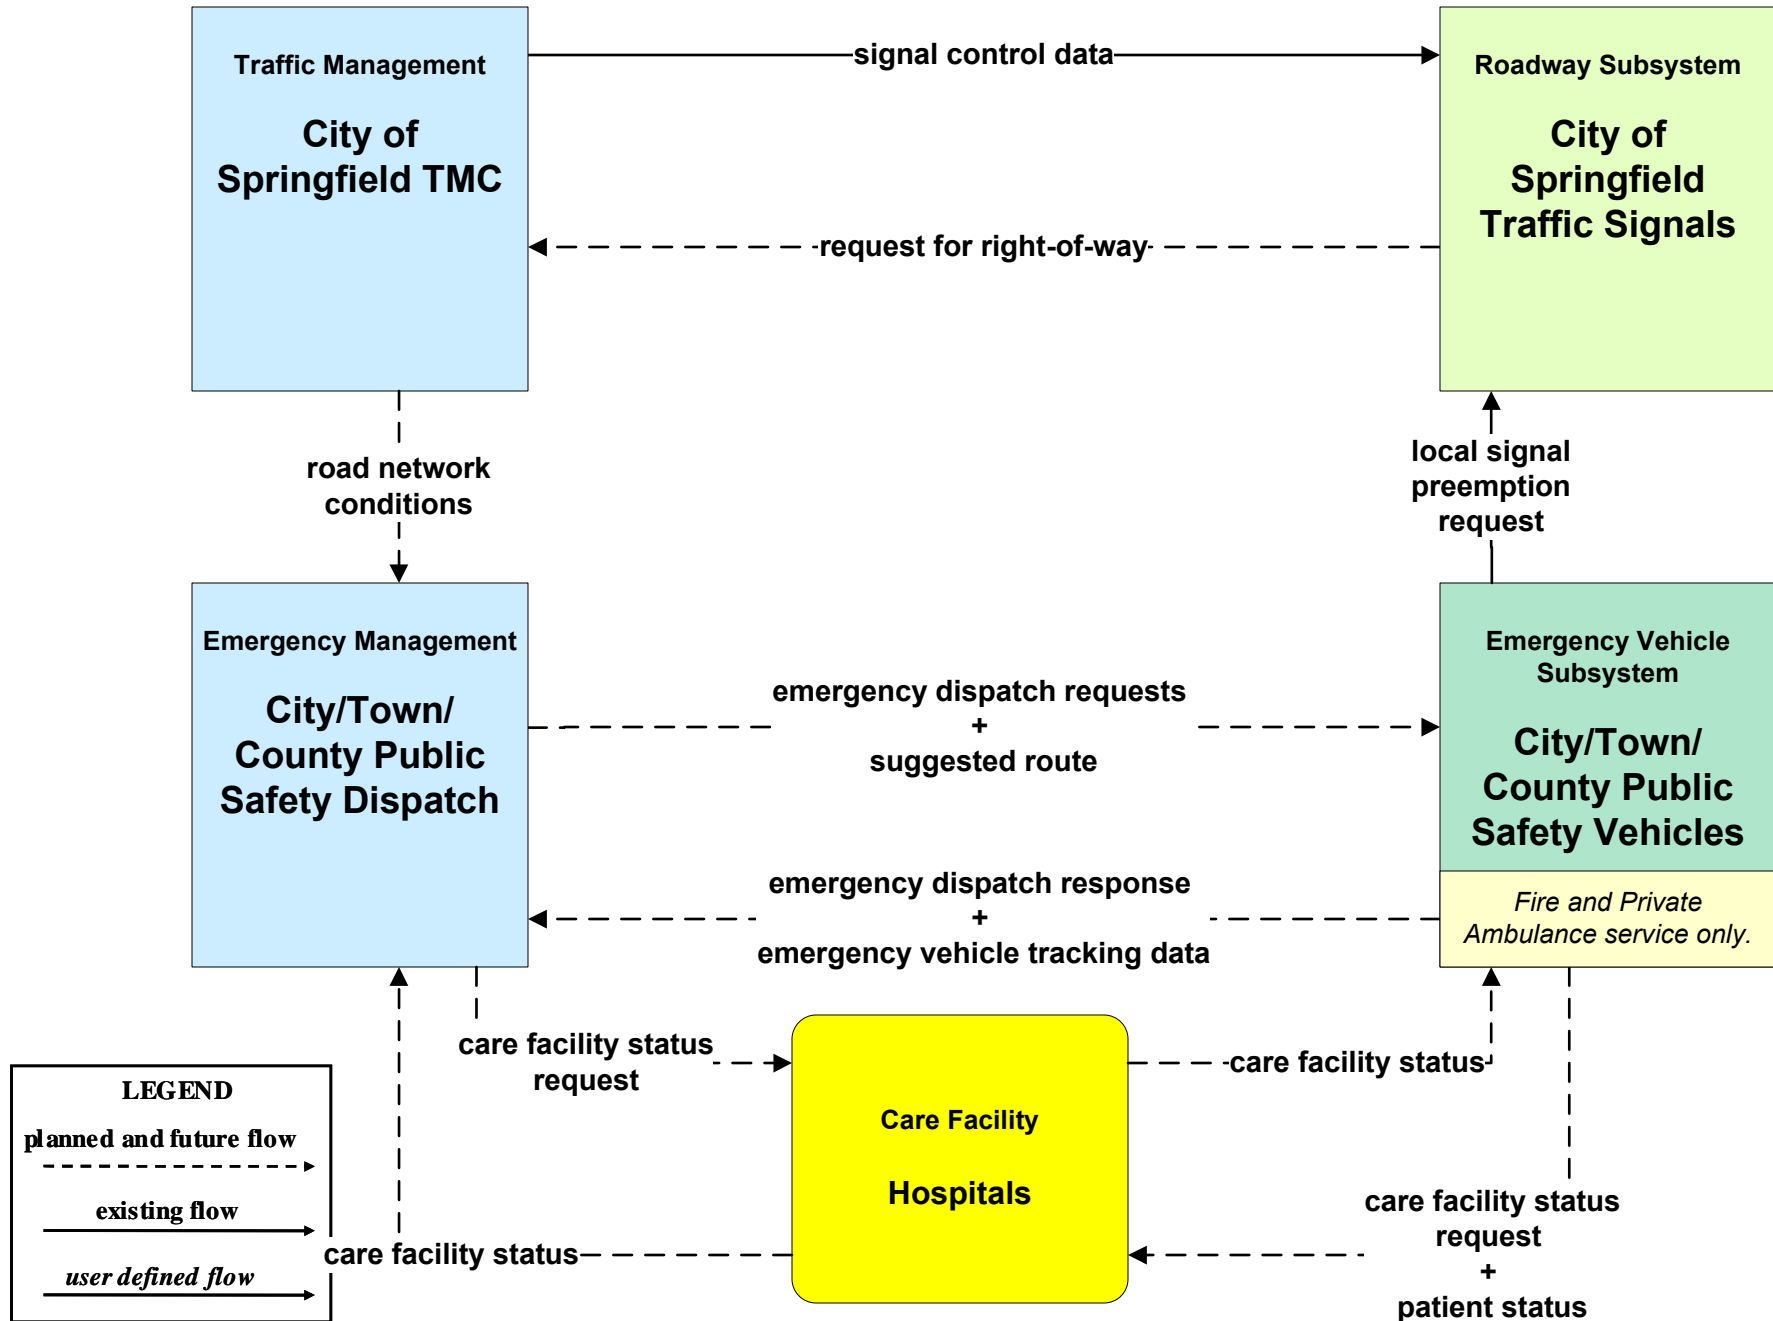 Traffic Management
City of
Springfield TMC
signal control data
Roadway Subsystem
City of
Springfield
Traffic Signals
request for right-of-way
road network
conditions
local signal
preemption
request
Emergency Management
City/Town/
County Public
Safety Dispatch
emergency dispatch requests
+
suggested route
Emergency Vehicle
Subsystem
City/Town/
County Public
Safety Vehicles
emergency dispatch response
+
emergency vehicle tracking data
Fire and Private
Ambulance service only.
care facility status
request
Care Facility
Hospitals
care facility status
LEGEND
planned and future flow
existing flow
user defined flow
care facility status
care facility status
request
+
patient status